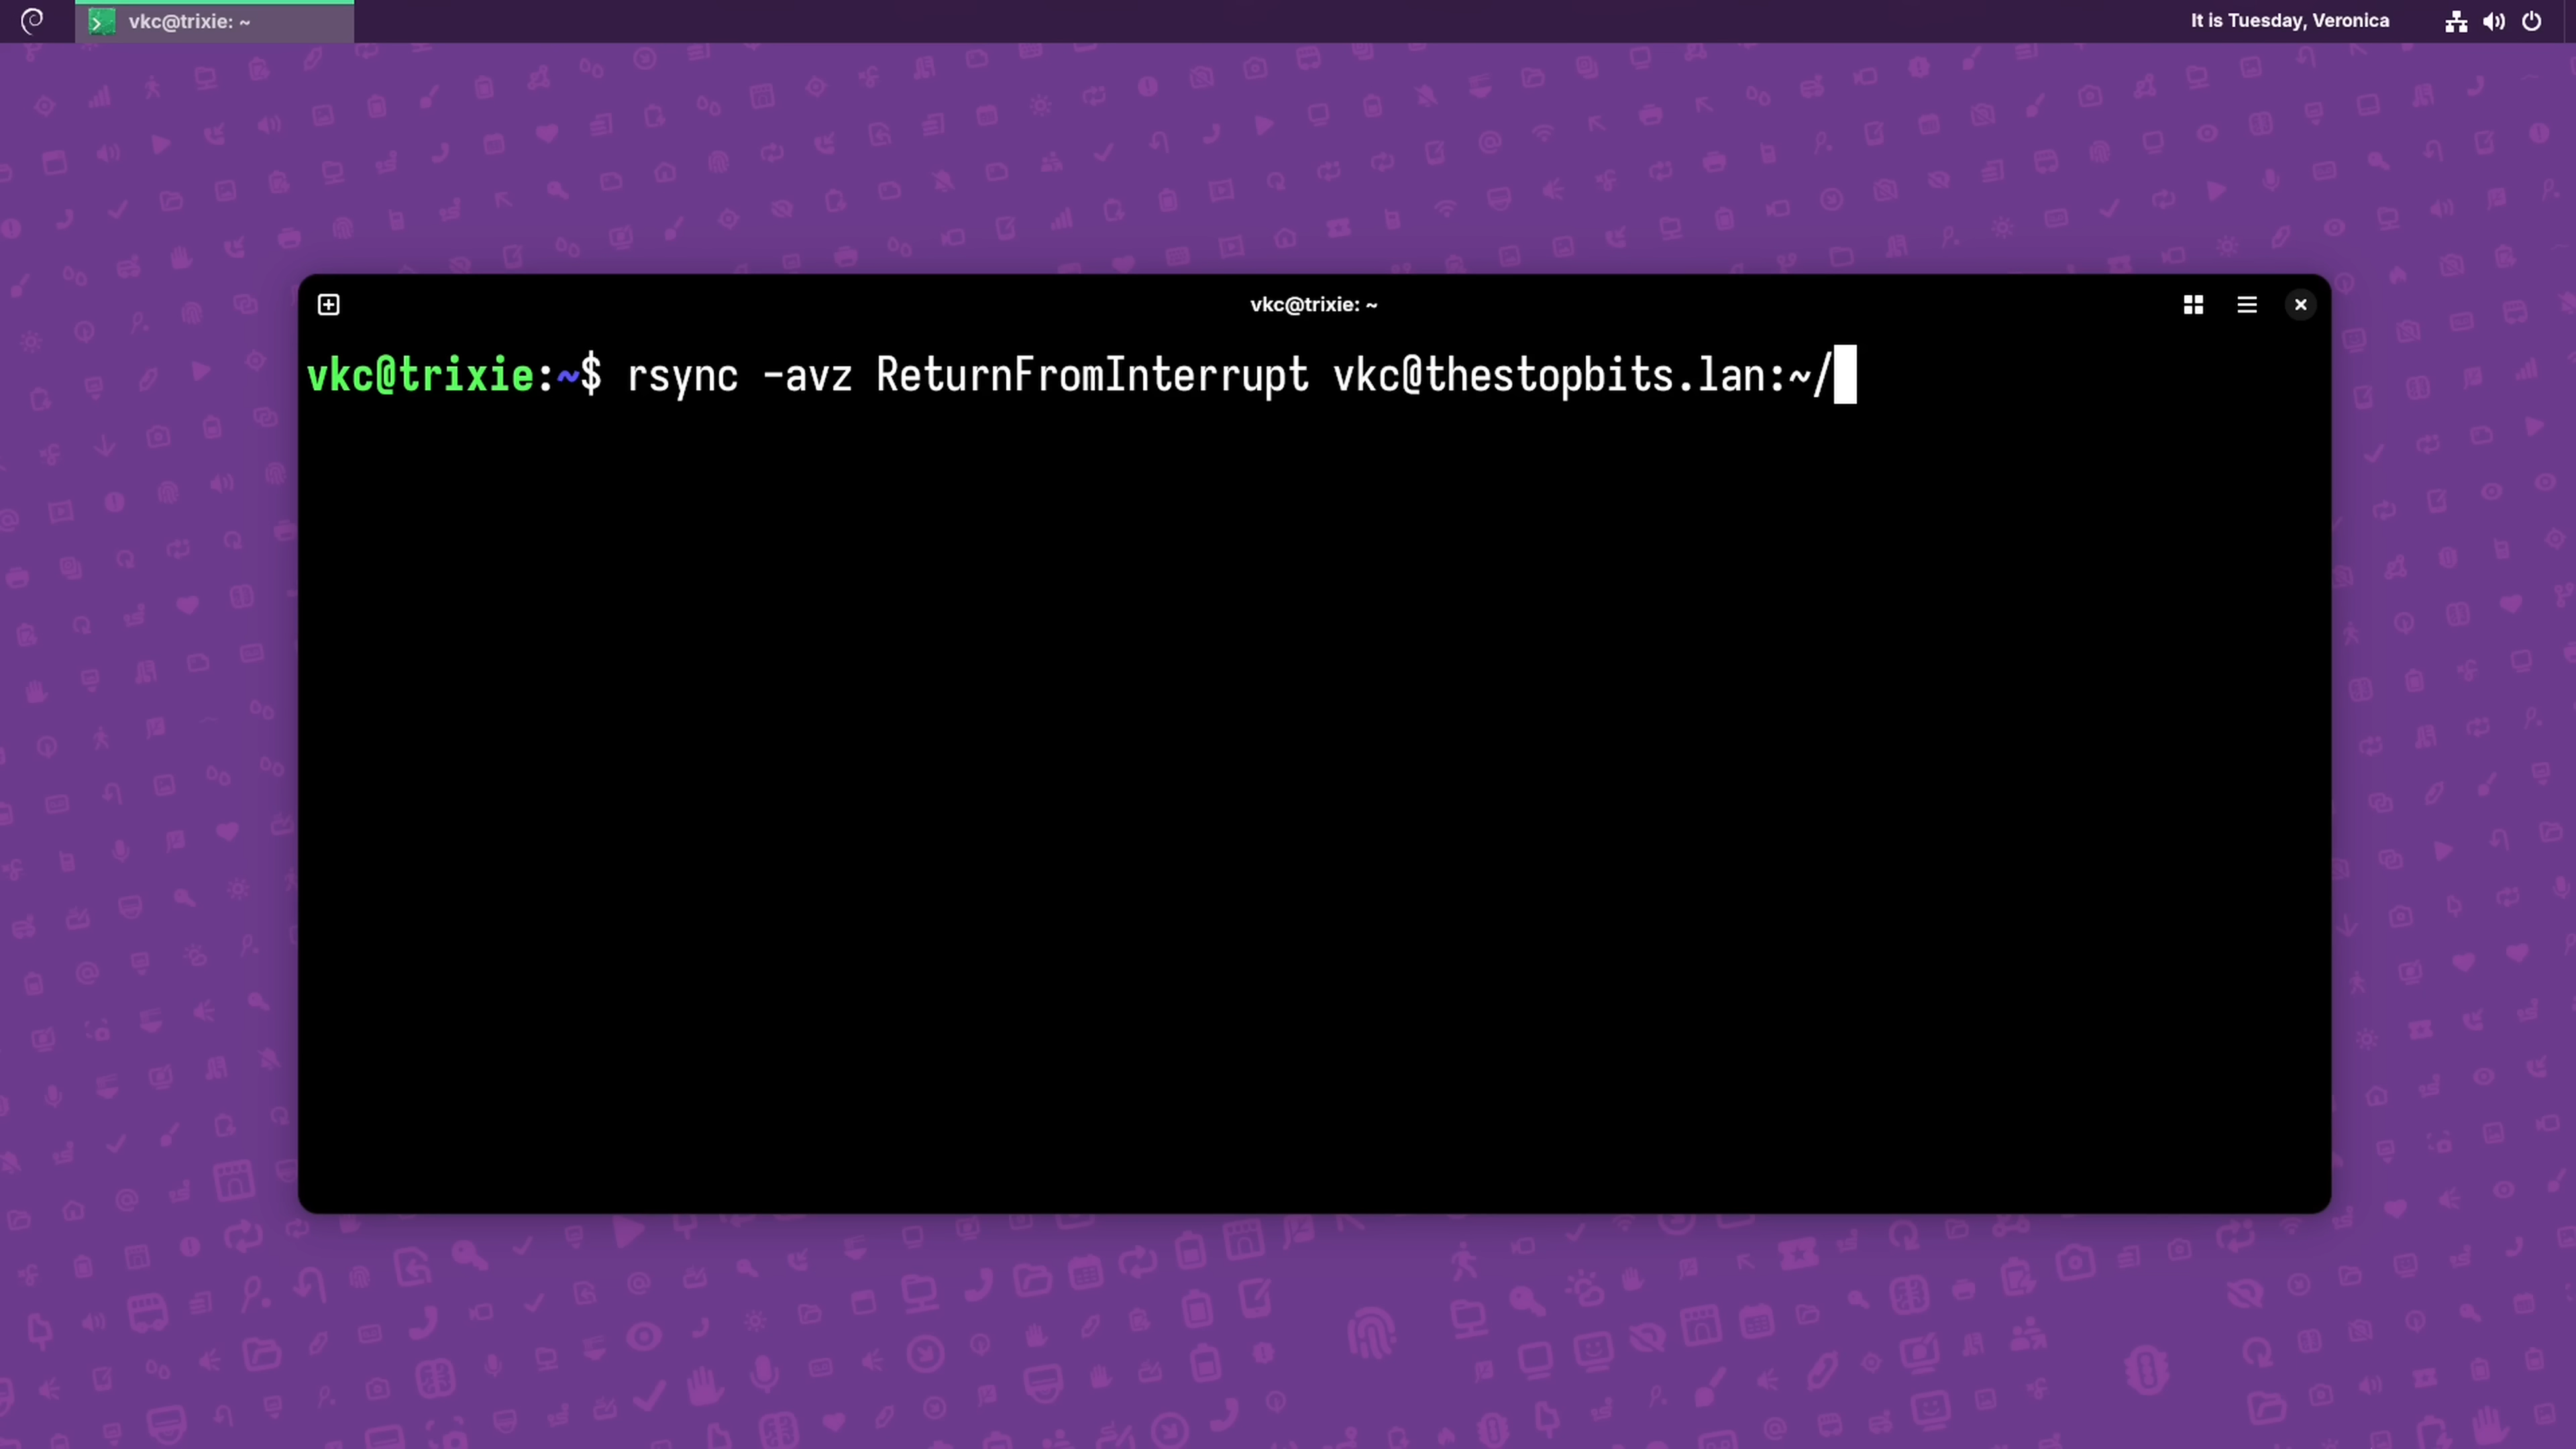 vkc@trixie: ~
It is Tuesday, Veronica
vkc@trixie: ~
vkc@trixie:~$ rsync -avz ReturnFromInterrupt vkc@thestopbits.lan:~/